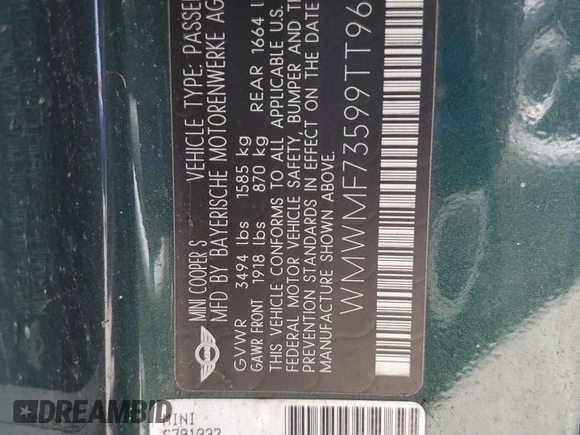 MINI COOPER S VEHICLE TYPE: PASSE
MFD BY BAYERISCHE MOTORENWERKE AG
GVWR 3494 lbs 1585 kg
GAWR FRONT 1918 lbs 870 kg REAR 1664 l
THIS VEHICLE CONFORMS TO ALL APPLICABLE U.S.
FEDERAL MOTOR VEHICLE SAFETY, BUMPER AND T
PREVENTION STANDARDS IN EFFECT ON THE DATE
MANUFACTURE SHOWN ABOVE.
WMWMF73599TT96
MINI
DREAMBID